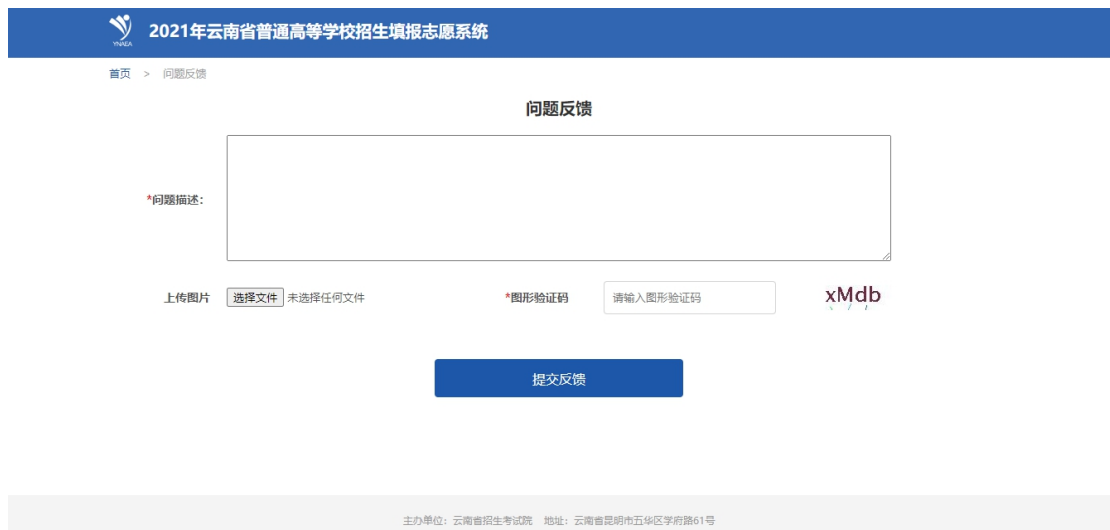 YNAEA
2021年云南省普通高等学校招生填报志愿系统
首页 > 问题反馈
问题反馈
*问题描述:
上传图片 选择文件 未选择任何文件 *图形验证码 请输入图形验证码 xMdb
提交反馈
主办单位：云南省招生考试院 地址：云南省昆明市五华区学府路61号